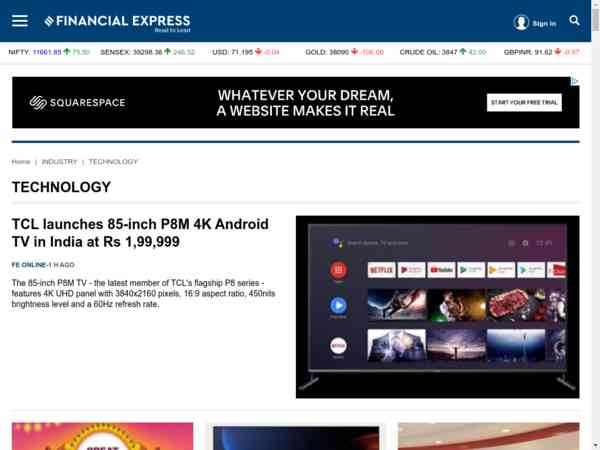 FINANCIAL EXPRESS
Read to Lead
Sign in
NIFTY: 11661.85 75.50 SENSEX: 39298.38 246.52 USD: 71.195 -0.04 GOLD: 38090 -106.00 CRUDE OIL: 3847 42.00 GBPINR: 91.62 -0.97
SQUARESPACE
WHATEVER YOUR DREAM,
A WEBSITE MAKES IT REAL
START YOUR FREE TRIAL
Home | INDUSTRY | TECHNOLOGY
TECHNOLOGY
TCL launches 85-inch P8M 4K Android
TV in India at Rs 1,99,999
FE ONLINE-1 H AGO
The 85-inch P8M TV - the latest member of TCL's flagship P8 series -
features 4K UHD panel with 3840x2160 pixels, 16:9 aspect ratio, 450nils
brightness level and a 60Hz refresh rate.
NETFLIX
YouTube
GREAT